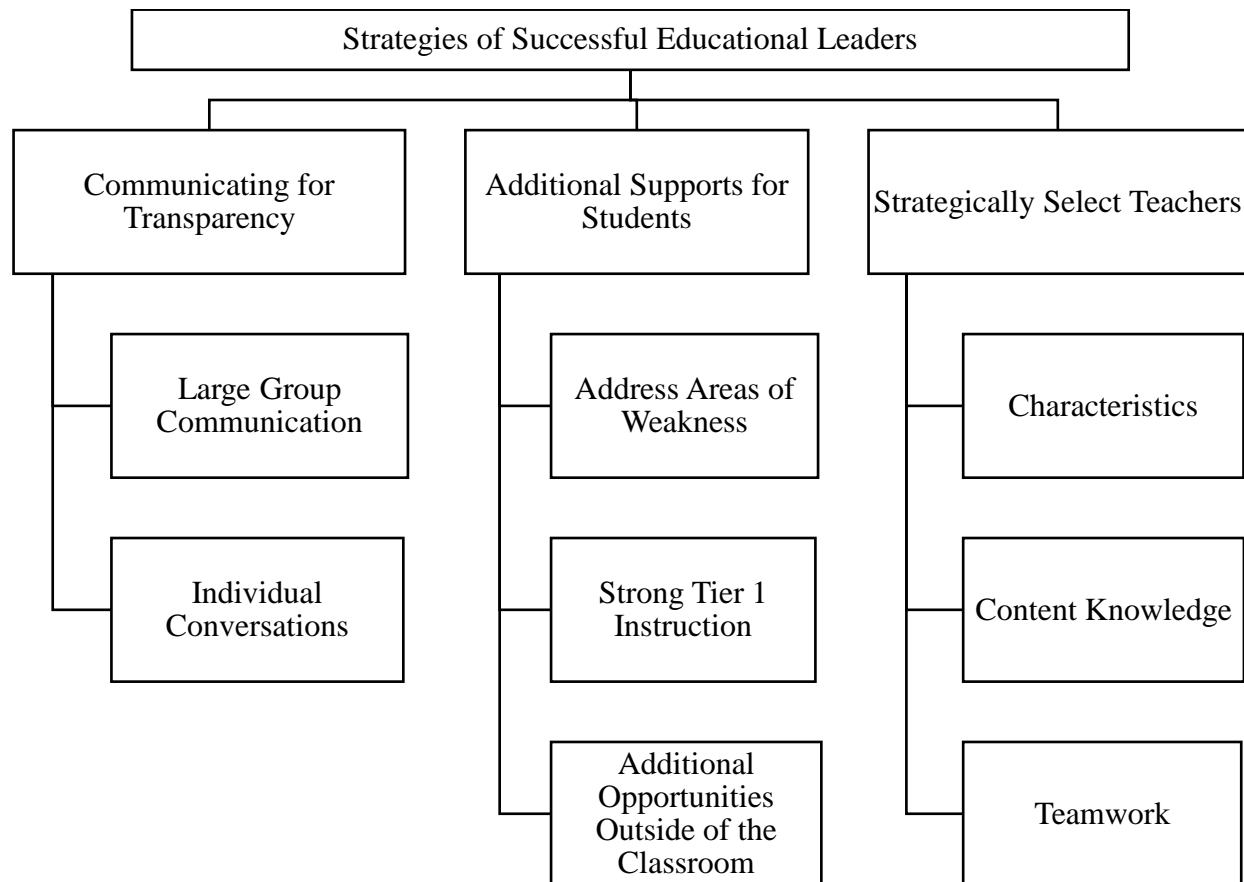 Strategies of Successful Educational Leaders
Communicating for
Transparency
Additional Supports for
Students
Strategically Select Teachers
Large Group
Communication
Address Areas of
Weakness
Characteristics
Individual
Conversations
Strong Tier 1
Instruction
Content Knowledge
Additional
Opportunities
Outside of the
Classroom
Teamwork